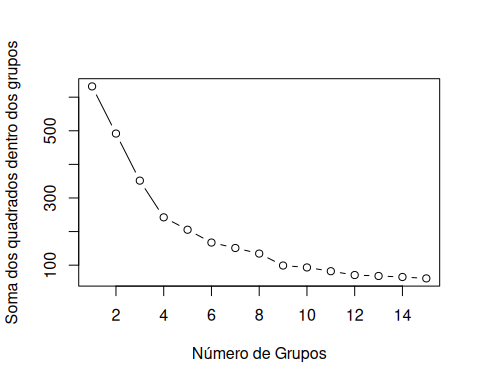 Soma dos quadrados dentro dos grupos
500
300
100
2 4 6 8 10 12 14
Número de Grupos